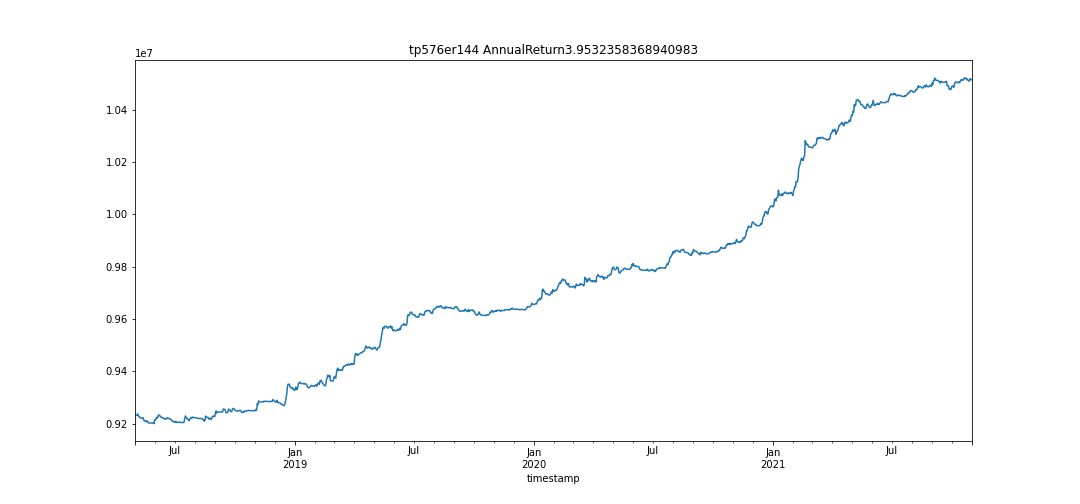 tp576er144 AnnualReturn3.9532358368940983
1e7
1.04
1.02
1.00
0.98
0.96
0.94
0.92
Jul
Jan
2019
Jul
Jan
2020
Jul
Jan
2021
Jul
timestamp